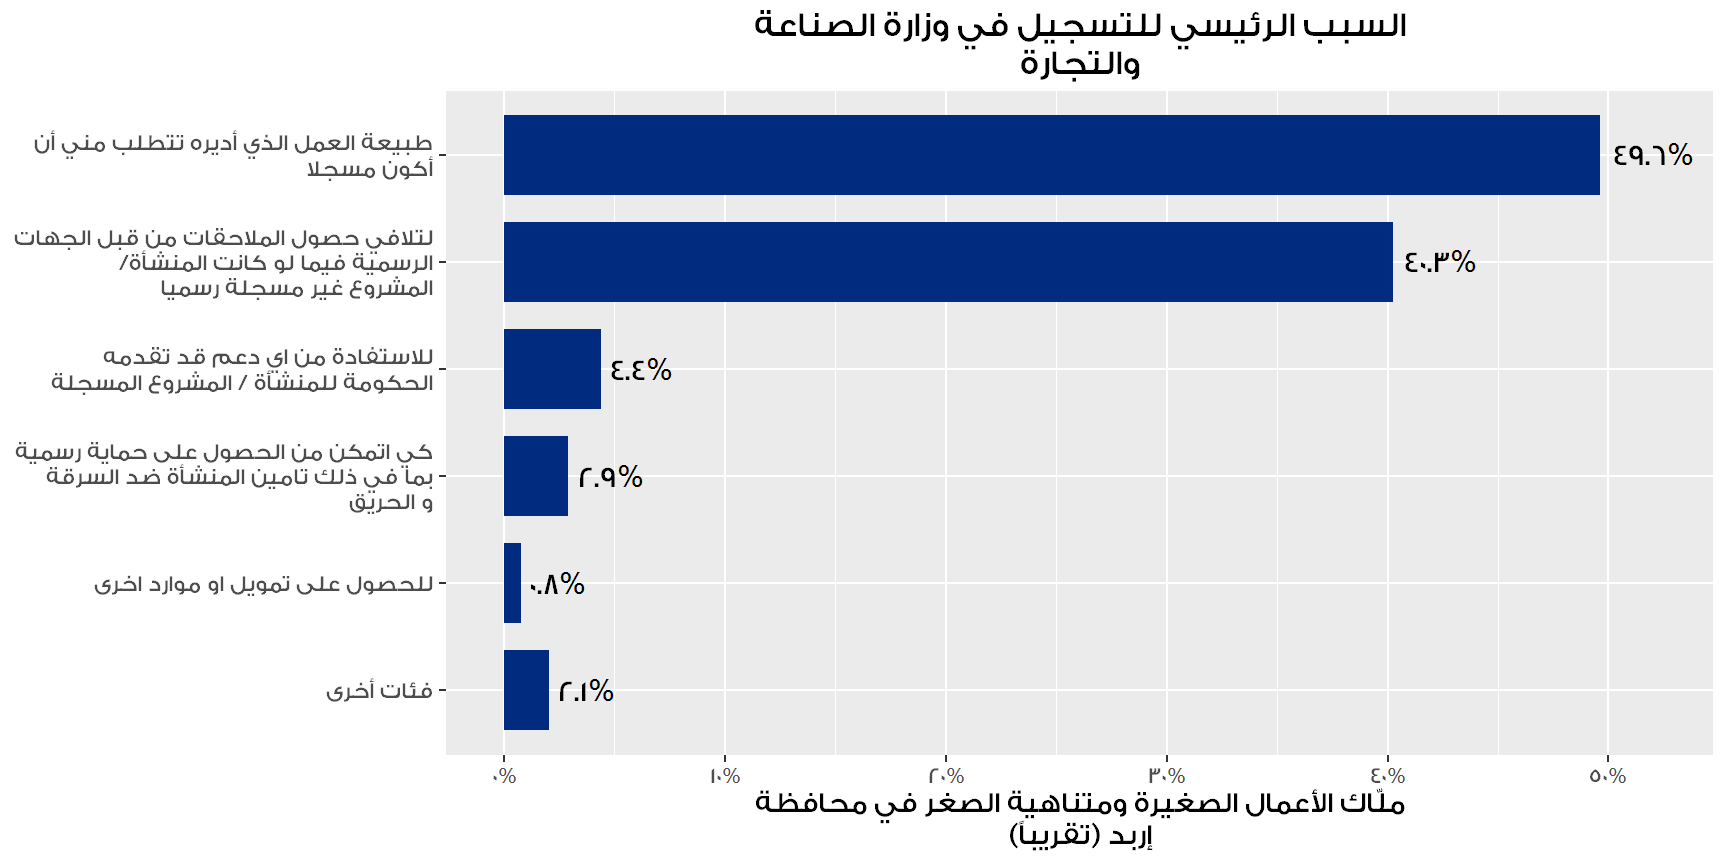 السبب الرئيسي للتسجيل في وزارة الصناعة
والتجارة
طبيعة العمل الذي أديره تتطلب مني أن
أكون مسجلا
٤٩.٦%
لتلافي حصول الملاحقات من قبل الجهات
الرسمية فيما لو كانت المنشأة/
المشروع غير مسجلة رسميا
٤٠.٣%
للاستفادة من اي دعم قد تقدمه
الحكومة للمنشأة / المشروع المسجلة
٤.٤%
كي اتمكن من الحصول على حماية رسمية
بما في ذلك تامين المنشأة ضد السرقة
و الحريق
٢.٩%
للحصول على تمويل او موارد اخرى
٠.٨%
فئات أخرى
٢.١%
٠% ١٠% ٢٠% ٣٠% ٤٠% ٥٠%
ملّاك الأعمال الصغيرة ومتناهية الصغر في محافظة
إربد (تقريباً)